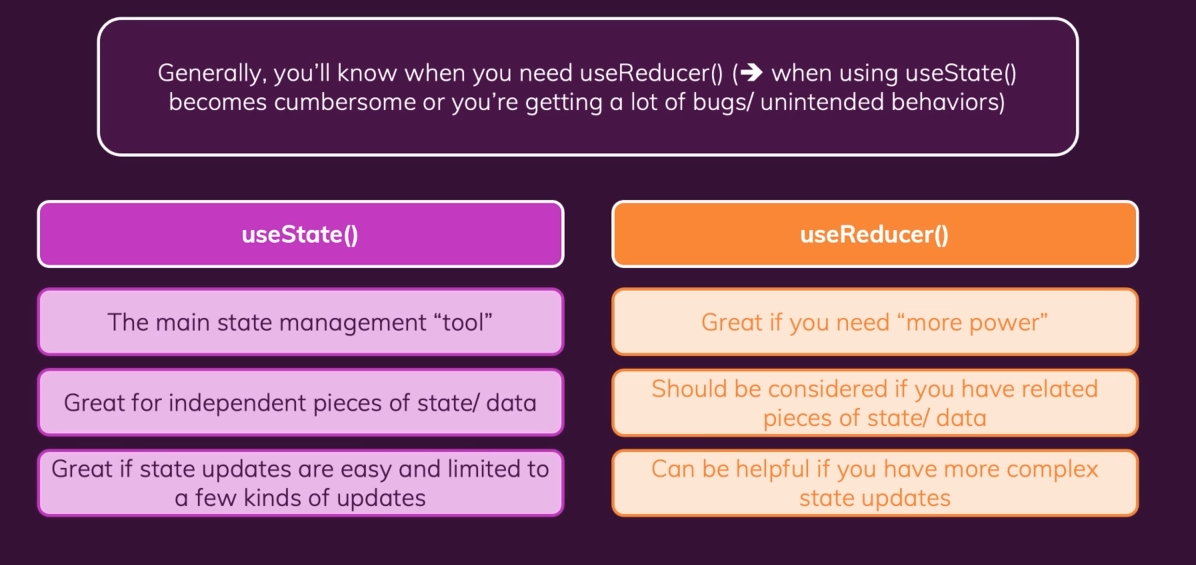 Generally, you’ll know when you need useReducer() (➔ when using useState()
becomes cumbersome or you’re getting a lot of bugs/ unintended behaviors)
useState()
The main state management “tool”
Great for independent pieces of state/ data
Great if state updates are easy and limited to
a few kinds of updates
useReducer()
Great if you need “more power”
Should be considered if you have related
pieces of state/ data
Can be helpful if you have more complex
state updates